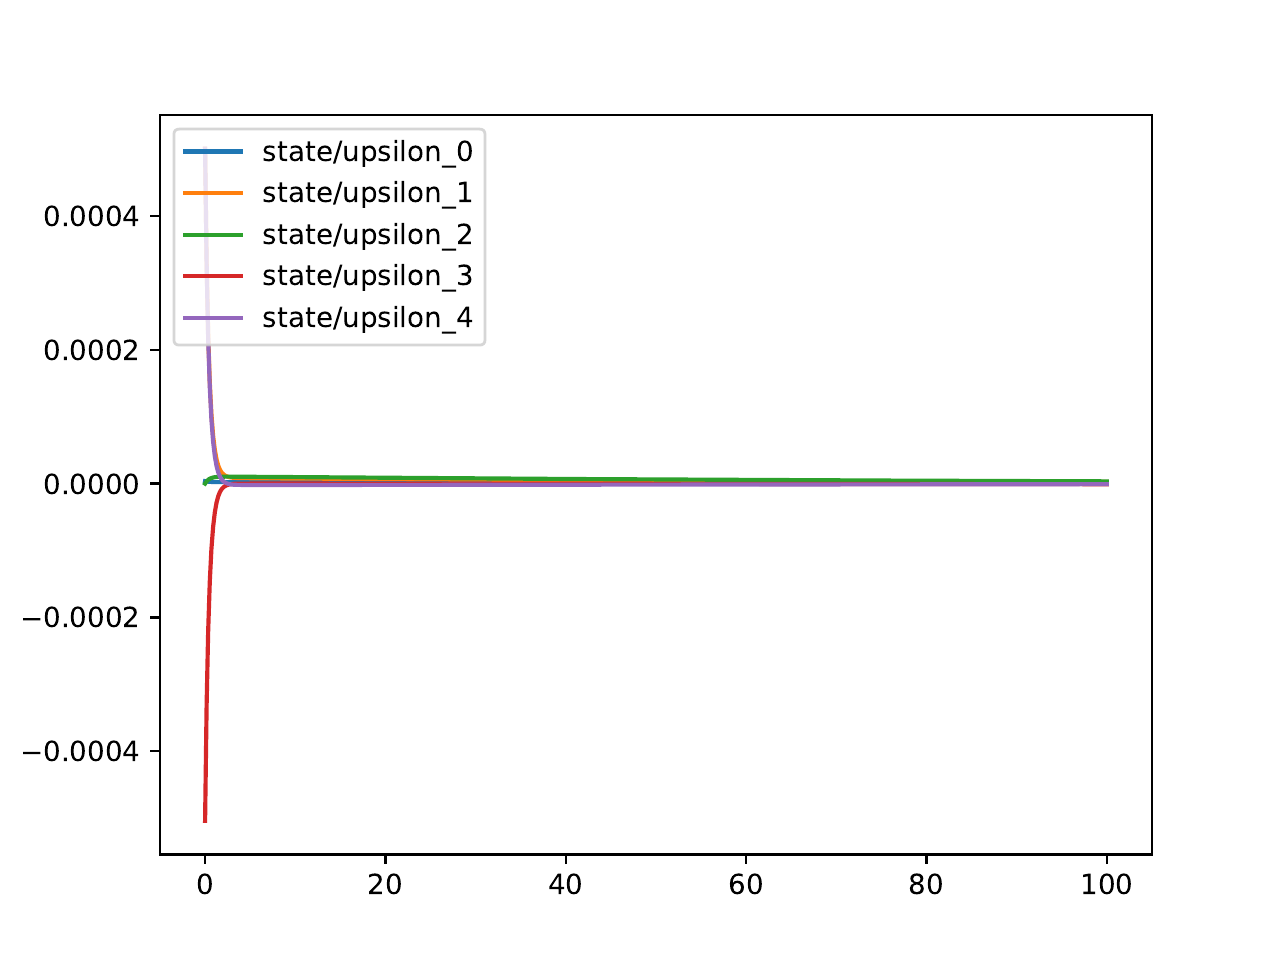 state/upsilon_0
state/upsilon_1
state/upsilon_2
state/upsilon_3
state/upsilon_4
0.0004
0.0002
0.0000
−0.0002
−0.0004
0 20 40 60 80 100